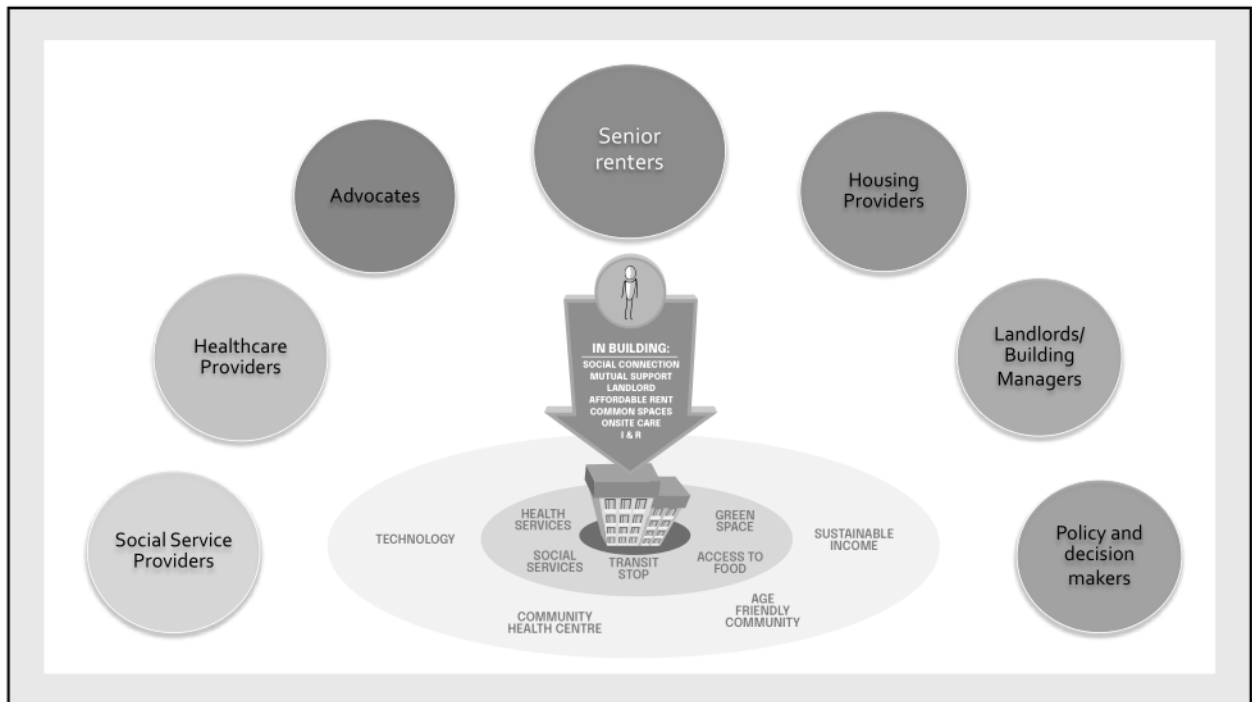 Senior
renters
Advocates
Housing
Providers
Healthcare
Providers
Landlords/
Building
Managers
Social Service
Providers
Policy and
decision
makers
IN BUILDING:
SOCIAL CONNECTION
MUTUAL SUPPORT
LANDLORD
AFFORDABLE RENT
COMMON SPACES
ONSITE CARE
I & R
HEALTH
SERVICES
GREEN
SPACE
SOCIAL
SERVICES
TRANSIT
STOP
ACCESS TO
FOOD
TECHNOLOGY
SUSTAINABLE
INCOME
COMMUNITY
HEALTH CENTRE
AGE
FRIENDLY
COMMUNITY